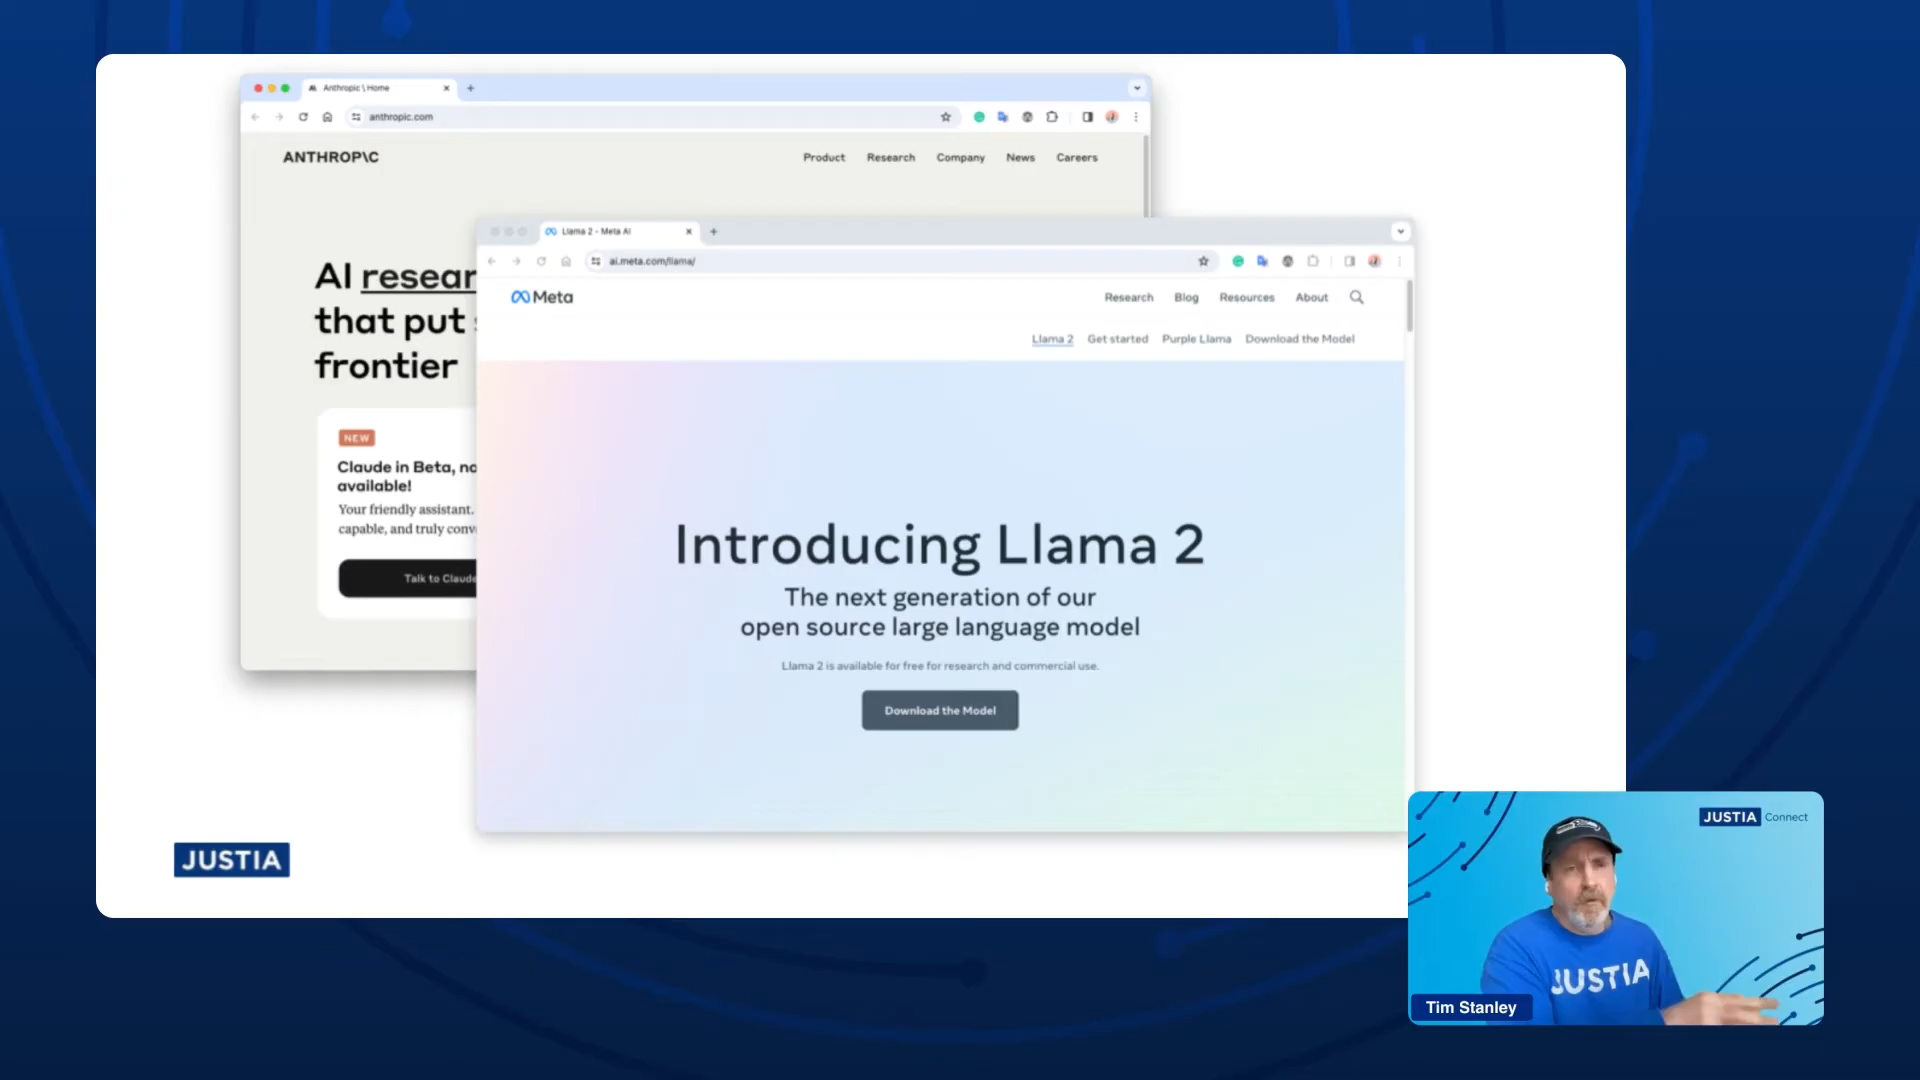 Anthropic \ Home
anthropic.com
ANTHROP\C
Product Research Company News Careers
AI resear
that put
frontier
NEW
Claude in Beta, no
available!
Your friendly assistant.
capable, and truly conv
Talk to Claude
Llama 2 - Meta AI
ai.meta.com/llama/
Meta
Research Blog Resources About
Llama 2 Get started Purple Llama Download the Model
Introducing Llama 2
The next generation of our
open source large language model
Llama 2 is available for free for research and commercial use.
Download the Model
JUSTIA
JUSTIA Connect
JUSTIA
Tim Stanley